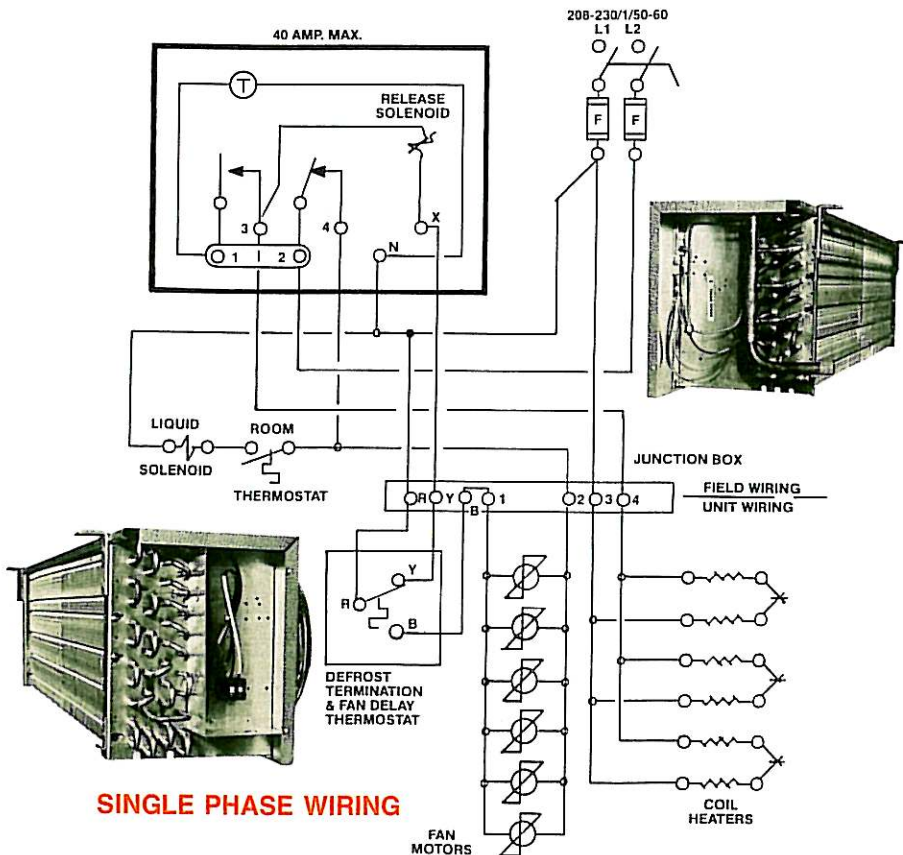 208-230/1/50-60
L1 L2
40 AMP. MAX.
T
RELEASE
SOLENOID
F F
3 4 X
N
1 2
LIQUID
SOLENOID
ROOM
THERMOSTAT
JUNCTION BOX
FIELD WIRING
UNIT WIRING
R Y B 1 2 3 4
Y
R
B
DEFROST
TERMINATION
& FAN DELAY
THERMOSTAT
SINGLE PHASE WIRING
FAN
MOTORS
COIL
HEATERS